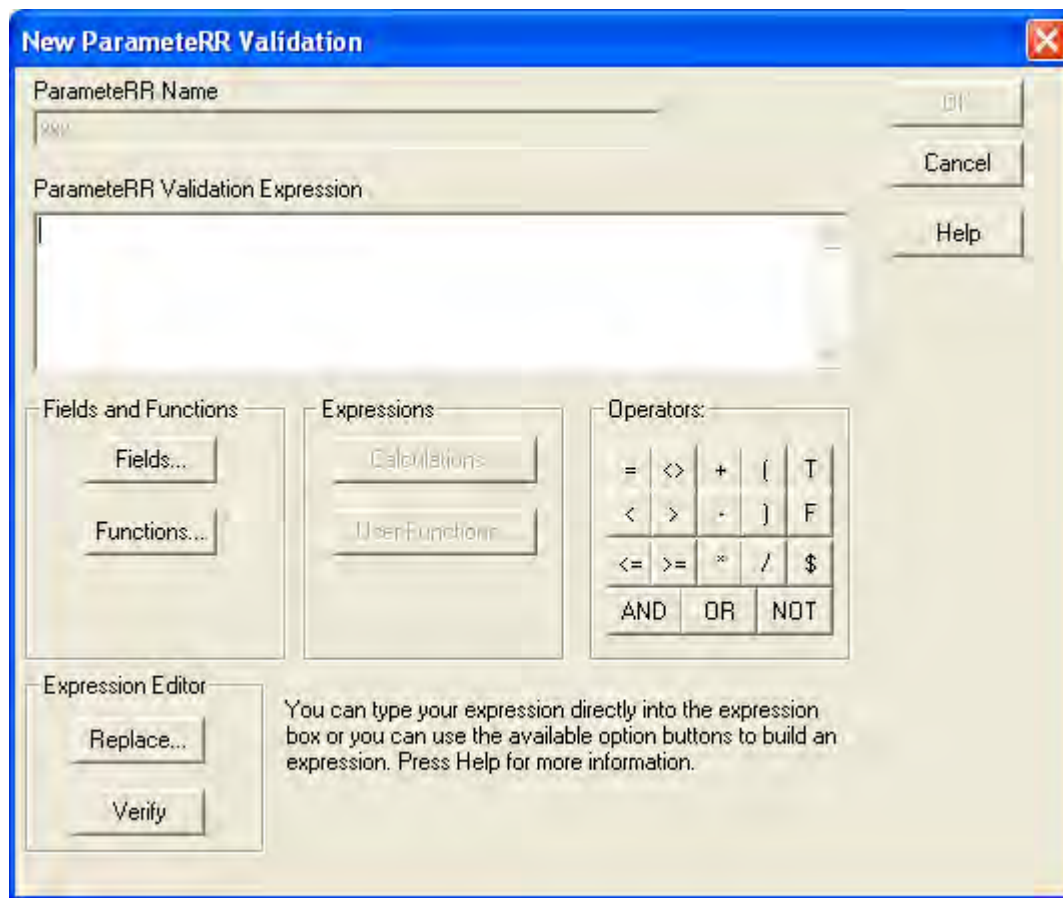 New ParameteRR Validation
ParameteRR Name
OK
ParameteRR Validation Expression
Cancel
Help
Fields and Functions
Expressions
Operators:
Fields...
Calculations
= <> + ( T
Functions...
UserFunctions
< > - ) F
<= >= * / $
AND OR NOT
Expression Editor
Replace...
Verify
You can type your expression directly into the expression
box or you can use the available option buttons to build an
expression. Press Help for more information.